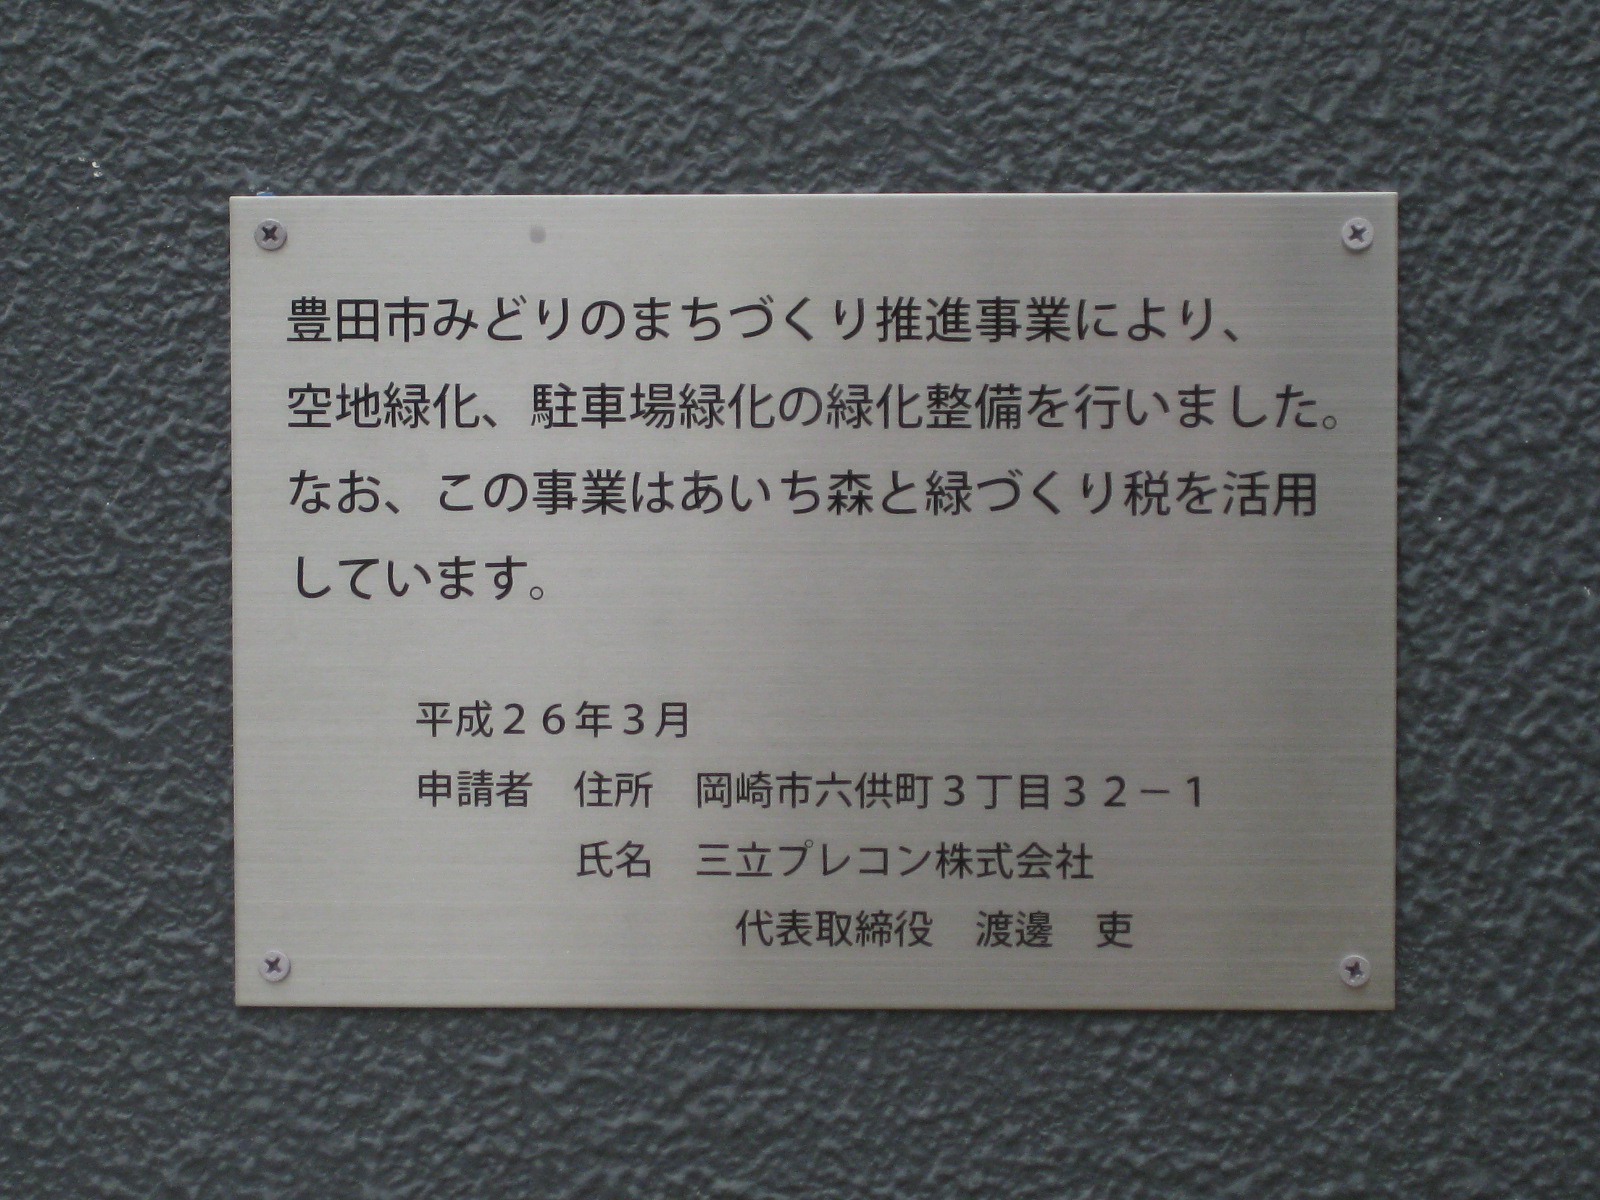 豊田市みどりのまちづくり推進事業により、
空地緑化、駐車場緑化の緑化整備を行いました。
なお、この事業はあいち森と緑づくり税を活用
しています。
平成２６年３月
申請者　住所　岡崎市六供町３丁目３２－１
氏名　三立プレコン株式会社
代表取締役　渡邊　吏